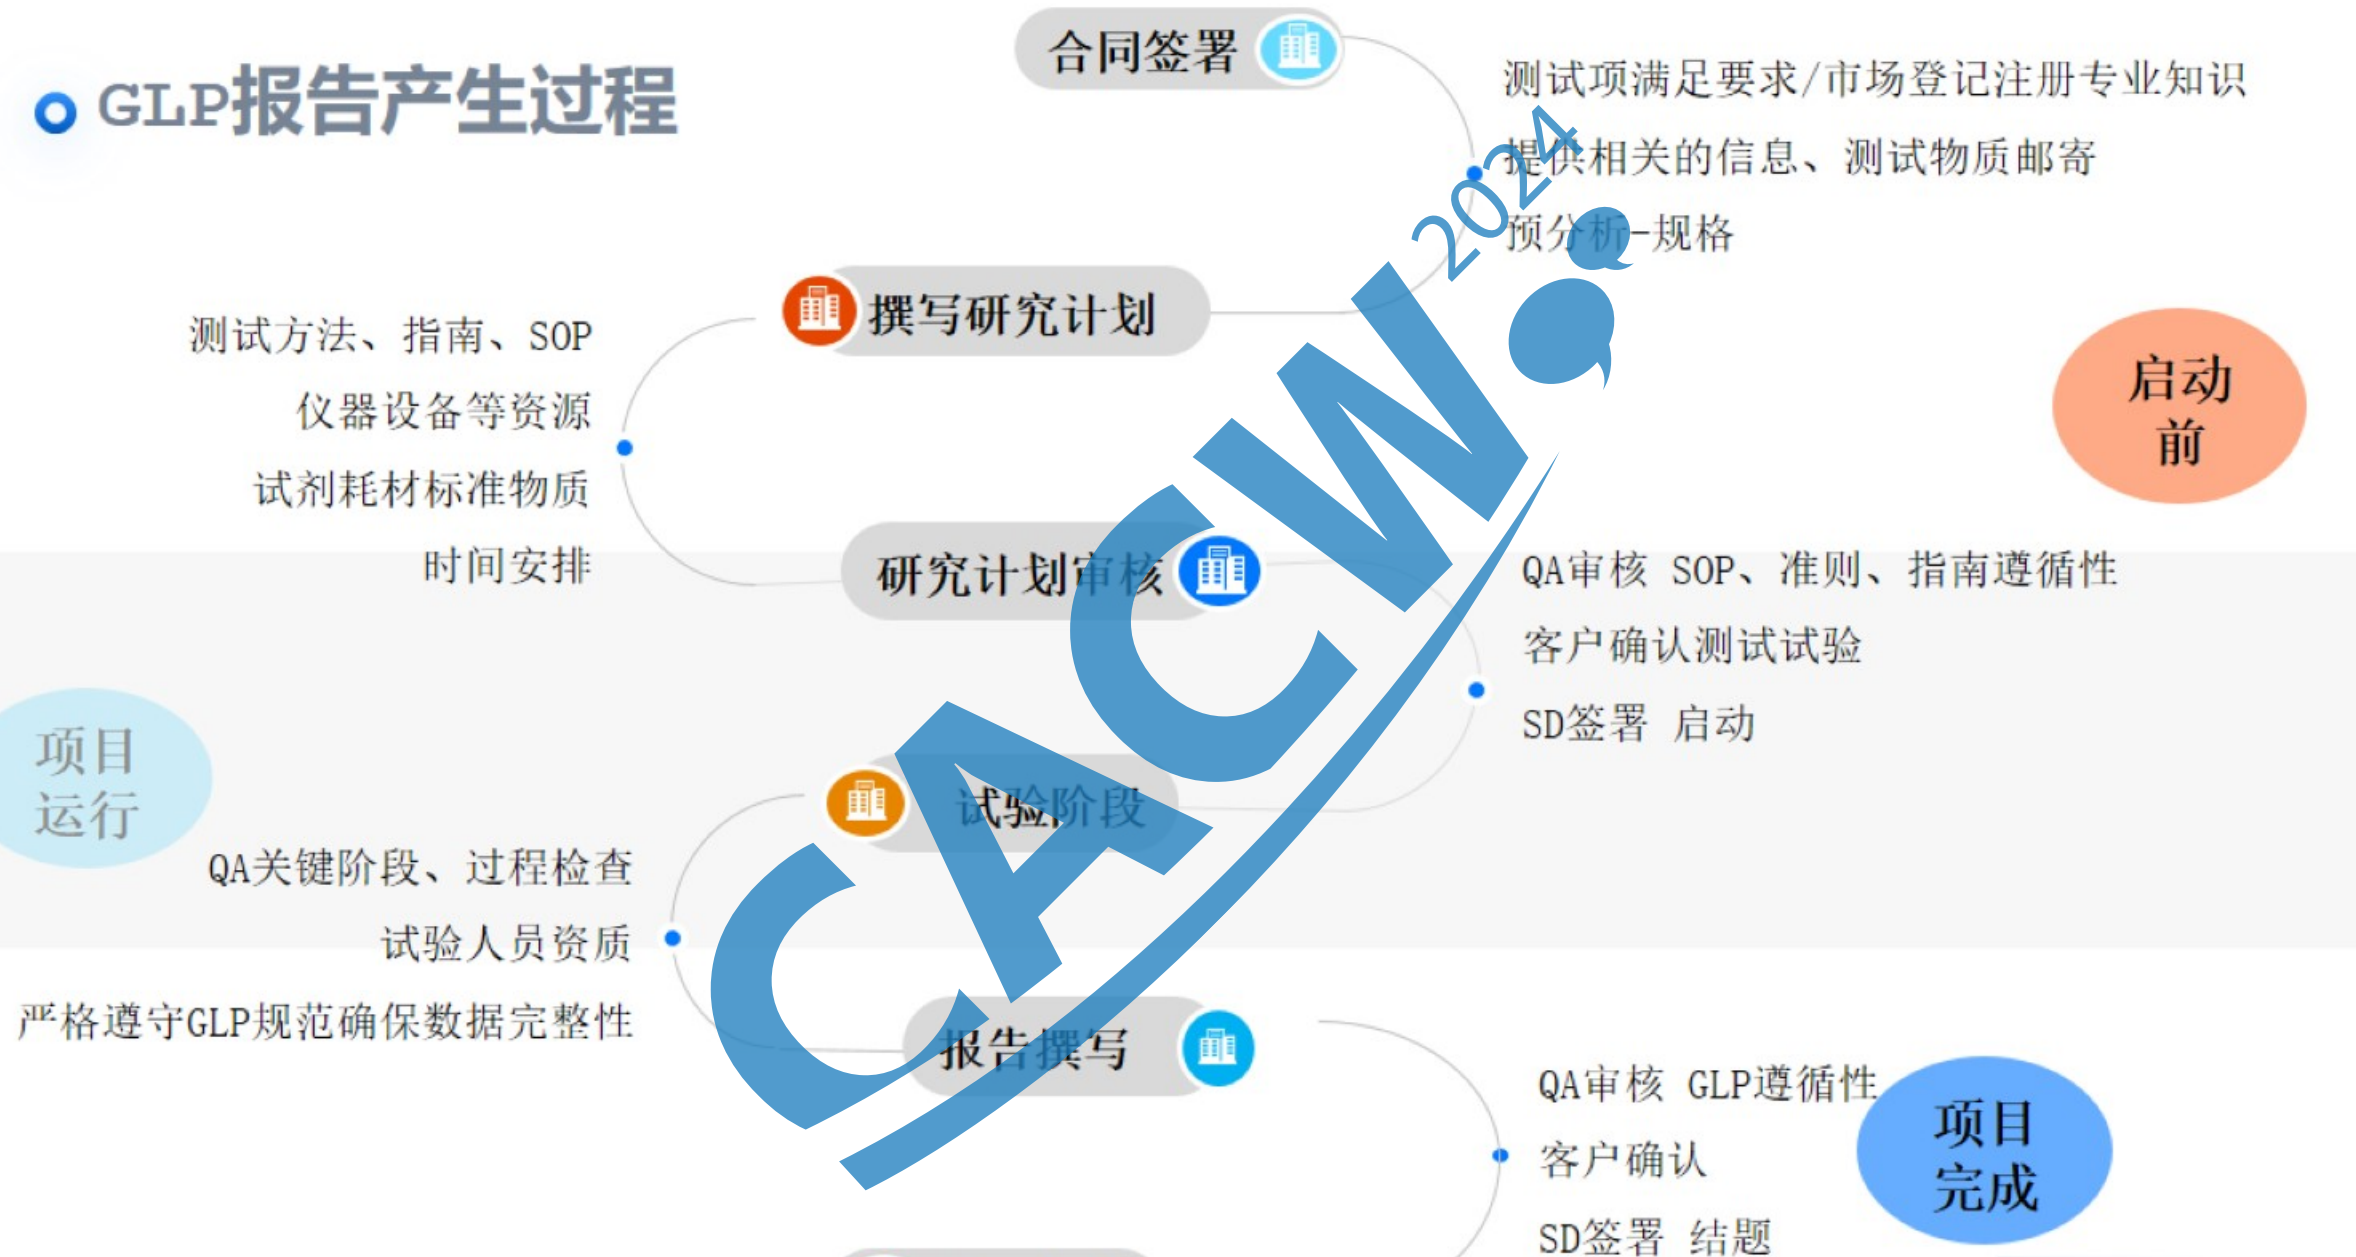 GLP报告产生过程
合同签署
测试项满足要求/市场登记注册专业知识
提供相关的信息、测试物质邮寄
预分析-规格
撰写研究计划
测试方法、指南、SOP
仪器设备等资源
试剂耗材标准物质
时间安排
启动
前
研究计划审核
QA审核 SOP、准则、指南遵循性
客户确认测试试验
SD签署 启动
项目
运行
试验阶段
QA关键阶段、过程检查
试验人员资质
严格遵守GLP规范确保数据完整性
报告撰写
QA审核 GLP遵循性
客户确认
SD签署 结题
项目
完成
CACW 2024